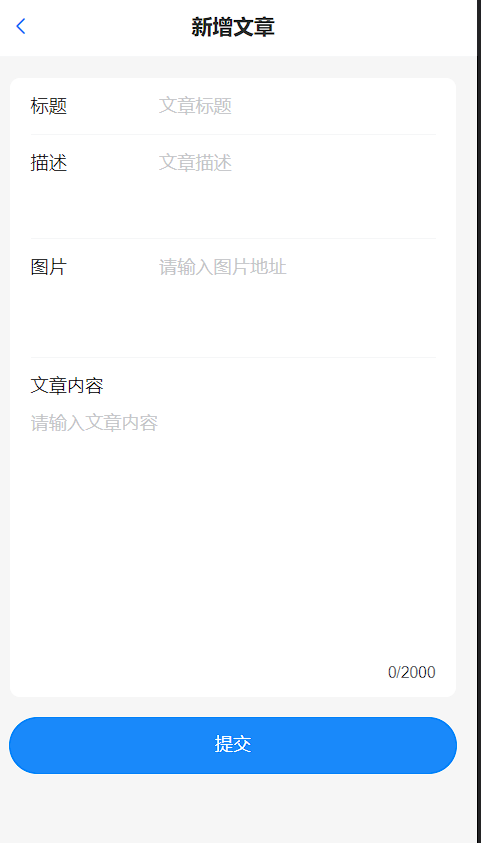 新增文章
标题 文章标题
描述 文章描述
图片 请输入图片地址
文章内容
请输入文章内容
0/2000
提交